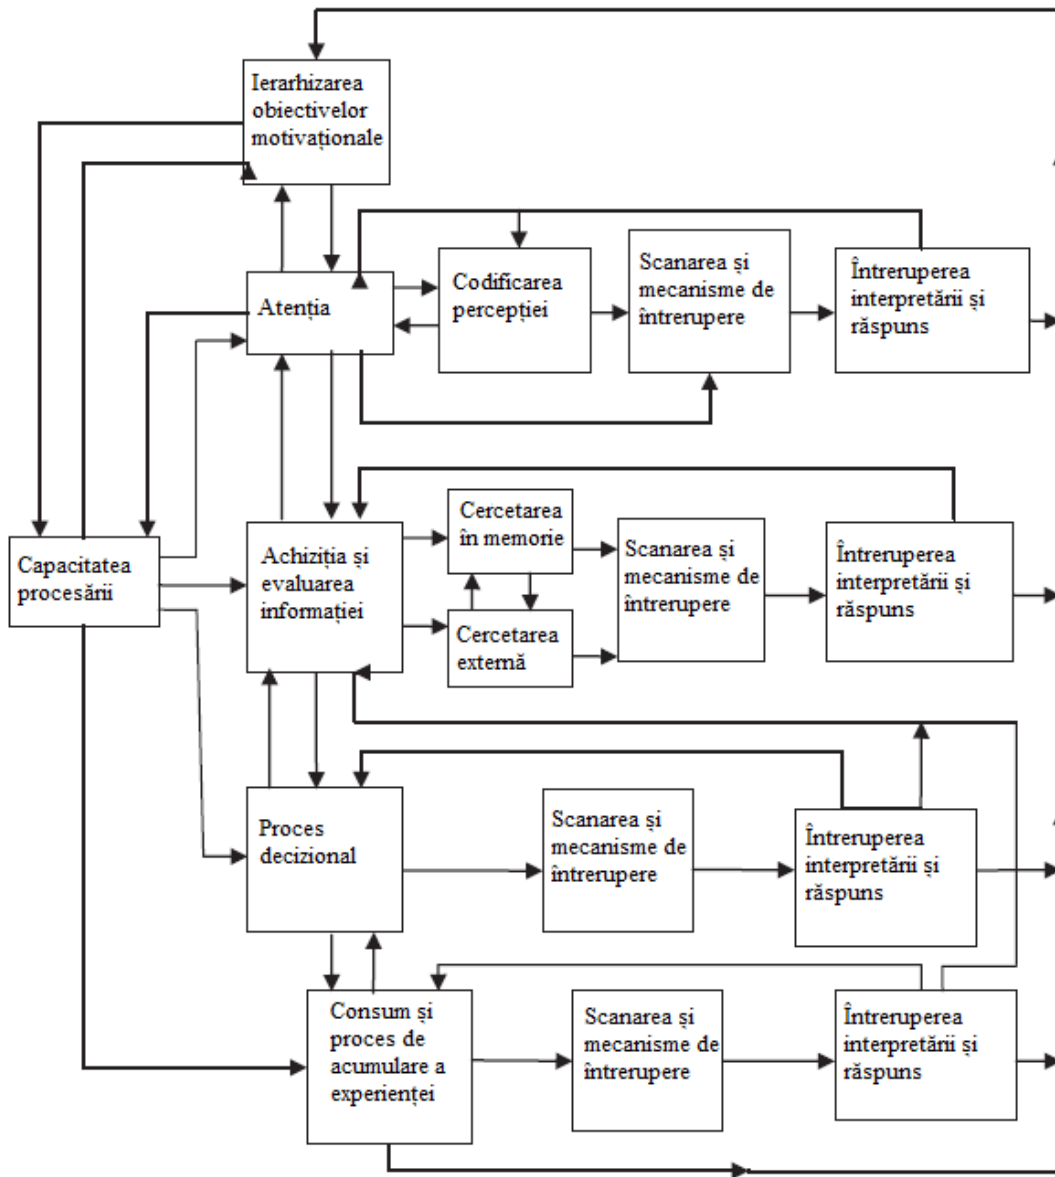 Ierarhizarea
obiectivelor
motivaționale
Atenția
Codificarea
percepției
Scanarea și
mecanisme de
întrerupere
Întreruperea
interpretării și
răspuns
Capacitatea
procesării
Achiziția și
evaluarea
informației
Cercetarea
în memorie
Cercetarea
externă
Scanarea și
mecanisme de
întrerupere
Întreruperea
interpretării și
răspuns
Proces
decizional
Scanarea și
mecanisme de
întrerupere
Întreruperea
interpretării și
răspuns
Consum și
proces de
acumulare a
experienței
Scanarea și
mecanisme de
întrerupere
Întreruperea
interpretării și
răspuns